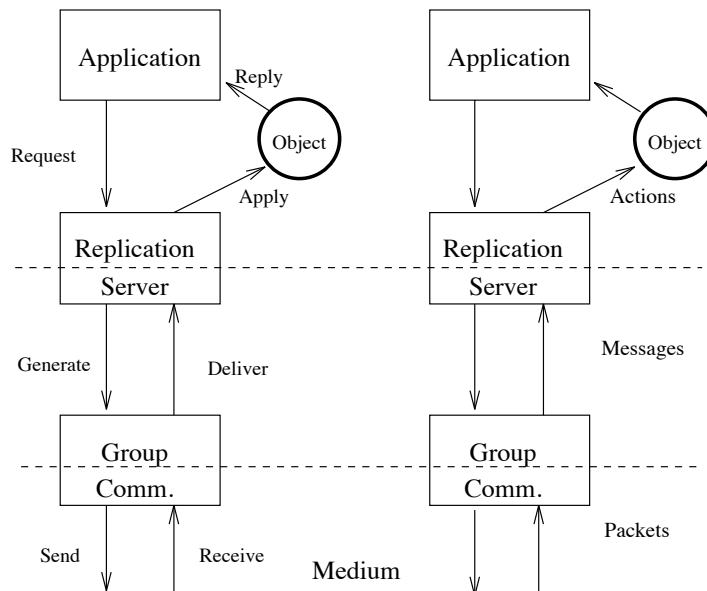 Application
Application
Reply
Object
Object
Request
Apply
Actions
Replication
Server
Replication
Server
Generate
Deliver
Messages
Group
Comm.
Group
Comm.
Send
Receive
Packets
Medium